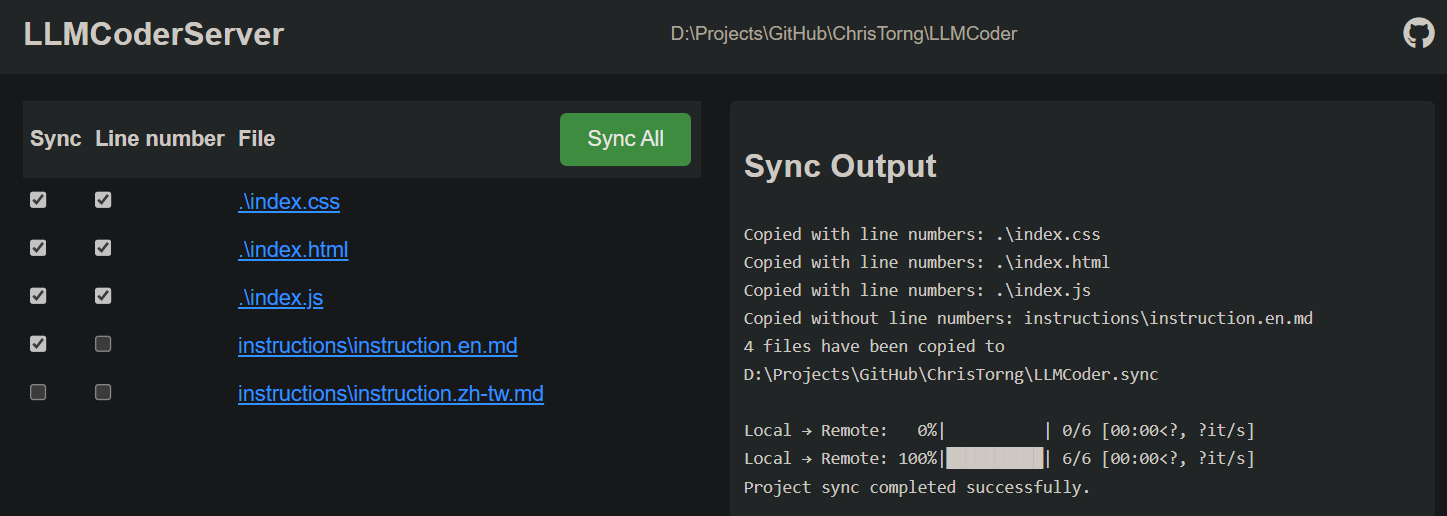 LLMCoderServer
D:\Projects\GitHub\ChrisTorng\LLMCoder
Sync Line number File
Sync All
.\index.css
.\index.html
.\index.js
instructions\instruction.en.md
instructions\instruction.zh-tw.md
Sync Output
Copied with line numbers: .\index.css
Copied with line numbers: .\index.html
Copied with line numbers: .\index.js
Copied without line numbers: instructions\instruction.en.md
4 files have been copied to
D:\Projects\GitHub\ChrisTorng\LLMCoder.sync
Local → Remote:   0%|          | 0/6 [00:00<?, ?it/s]
Local → Remote: 100%|██████████| 6/6 [00:00<?, ?it/s]
Project sync completed successfully.